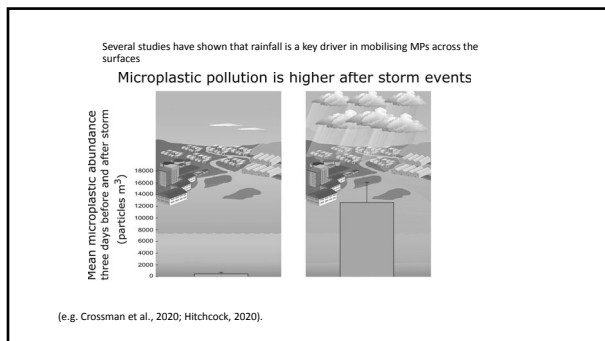 Several studies have shown that rainfall is a key driver in mobilising MPs across the
surfaces
Microplastic pollution is higher after storm events
Mean microplastic abundance
three days before and after storm
(particles m³)
18000
16000
14000
12000
10000
8000
6000
4000
2000
0
(e.g. Crossman et al., 2020; Hitchcock, 2020).